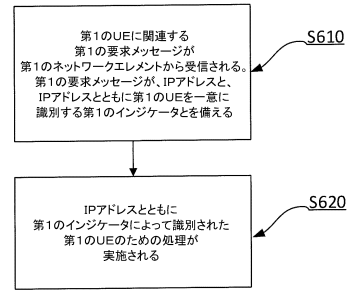 第1のUEに関連する
第1の要求メッセージが
第1のネットワークエレメントから受信される。
第1の要求メッセージが、IPアドレスと、
IPアドレスとともに第1のUEを一意に
識別する第1のインジケータとを備える
S610
IPアドレスとともに
第1のインジケータによって識別された
第1のUEのための処理が
実施される
S620